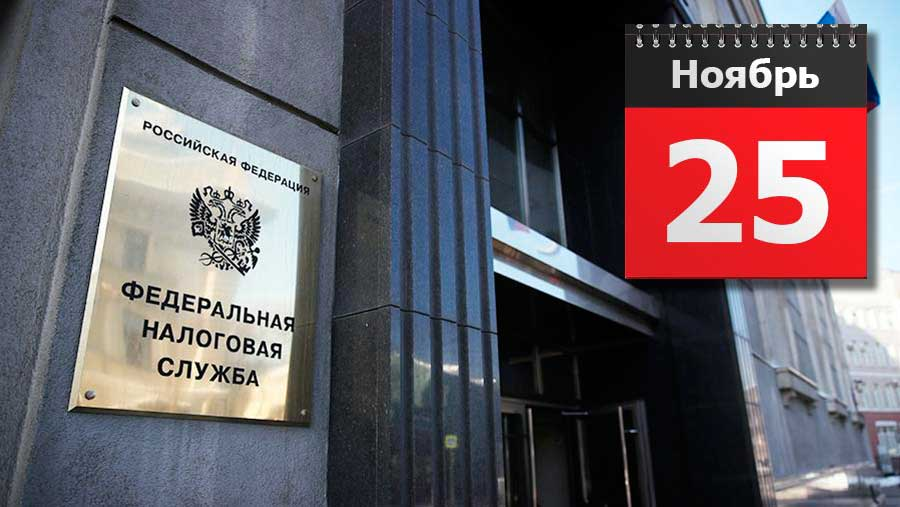 РОССИЙСКАЯ ФЕДЕРАЦИЯ
ФЕДЕРАЛЬНАЯ
НАЛОГОВАЯ
СЛУЖБА
Ноябрь
25